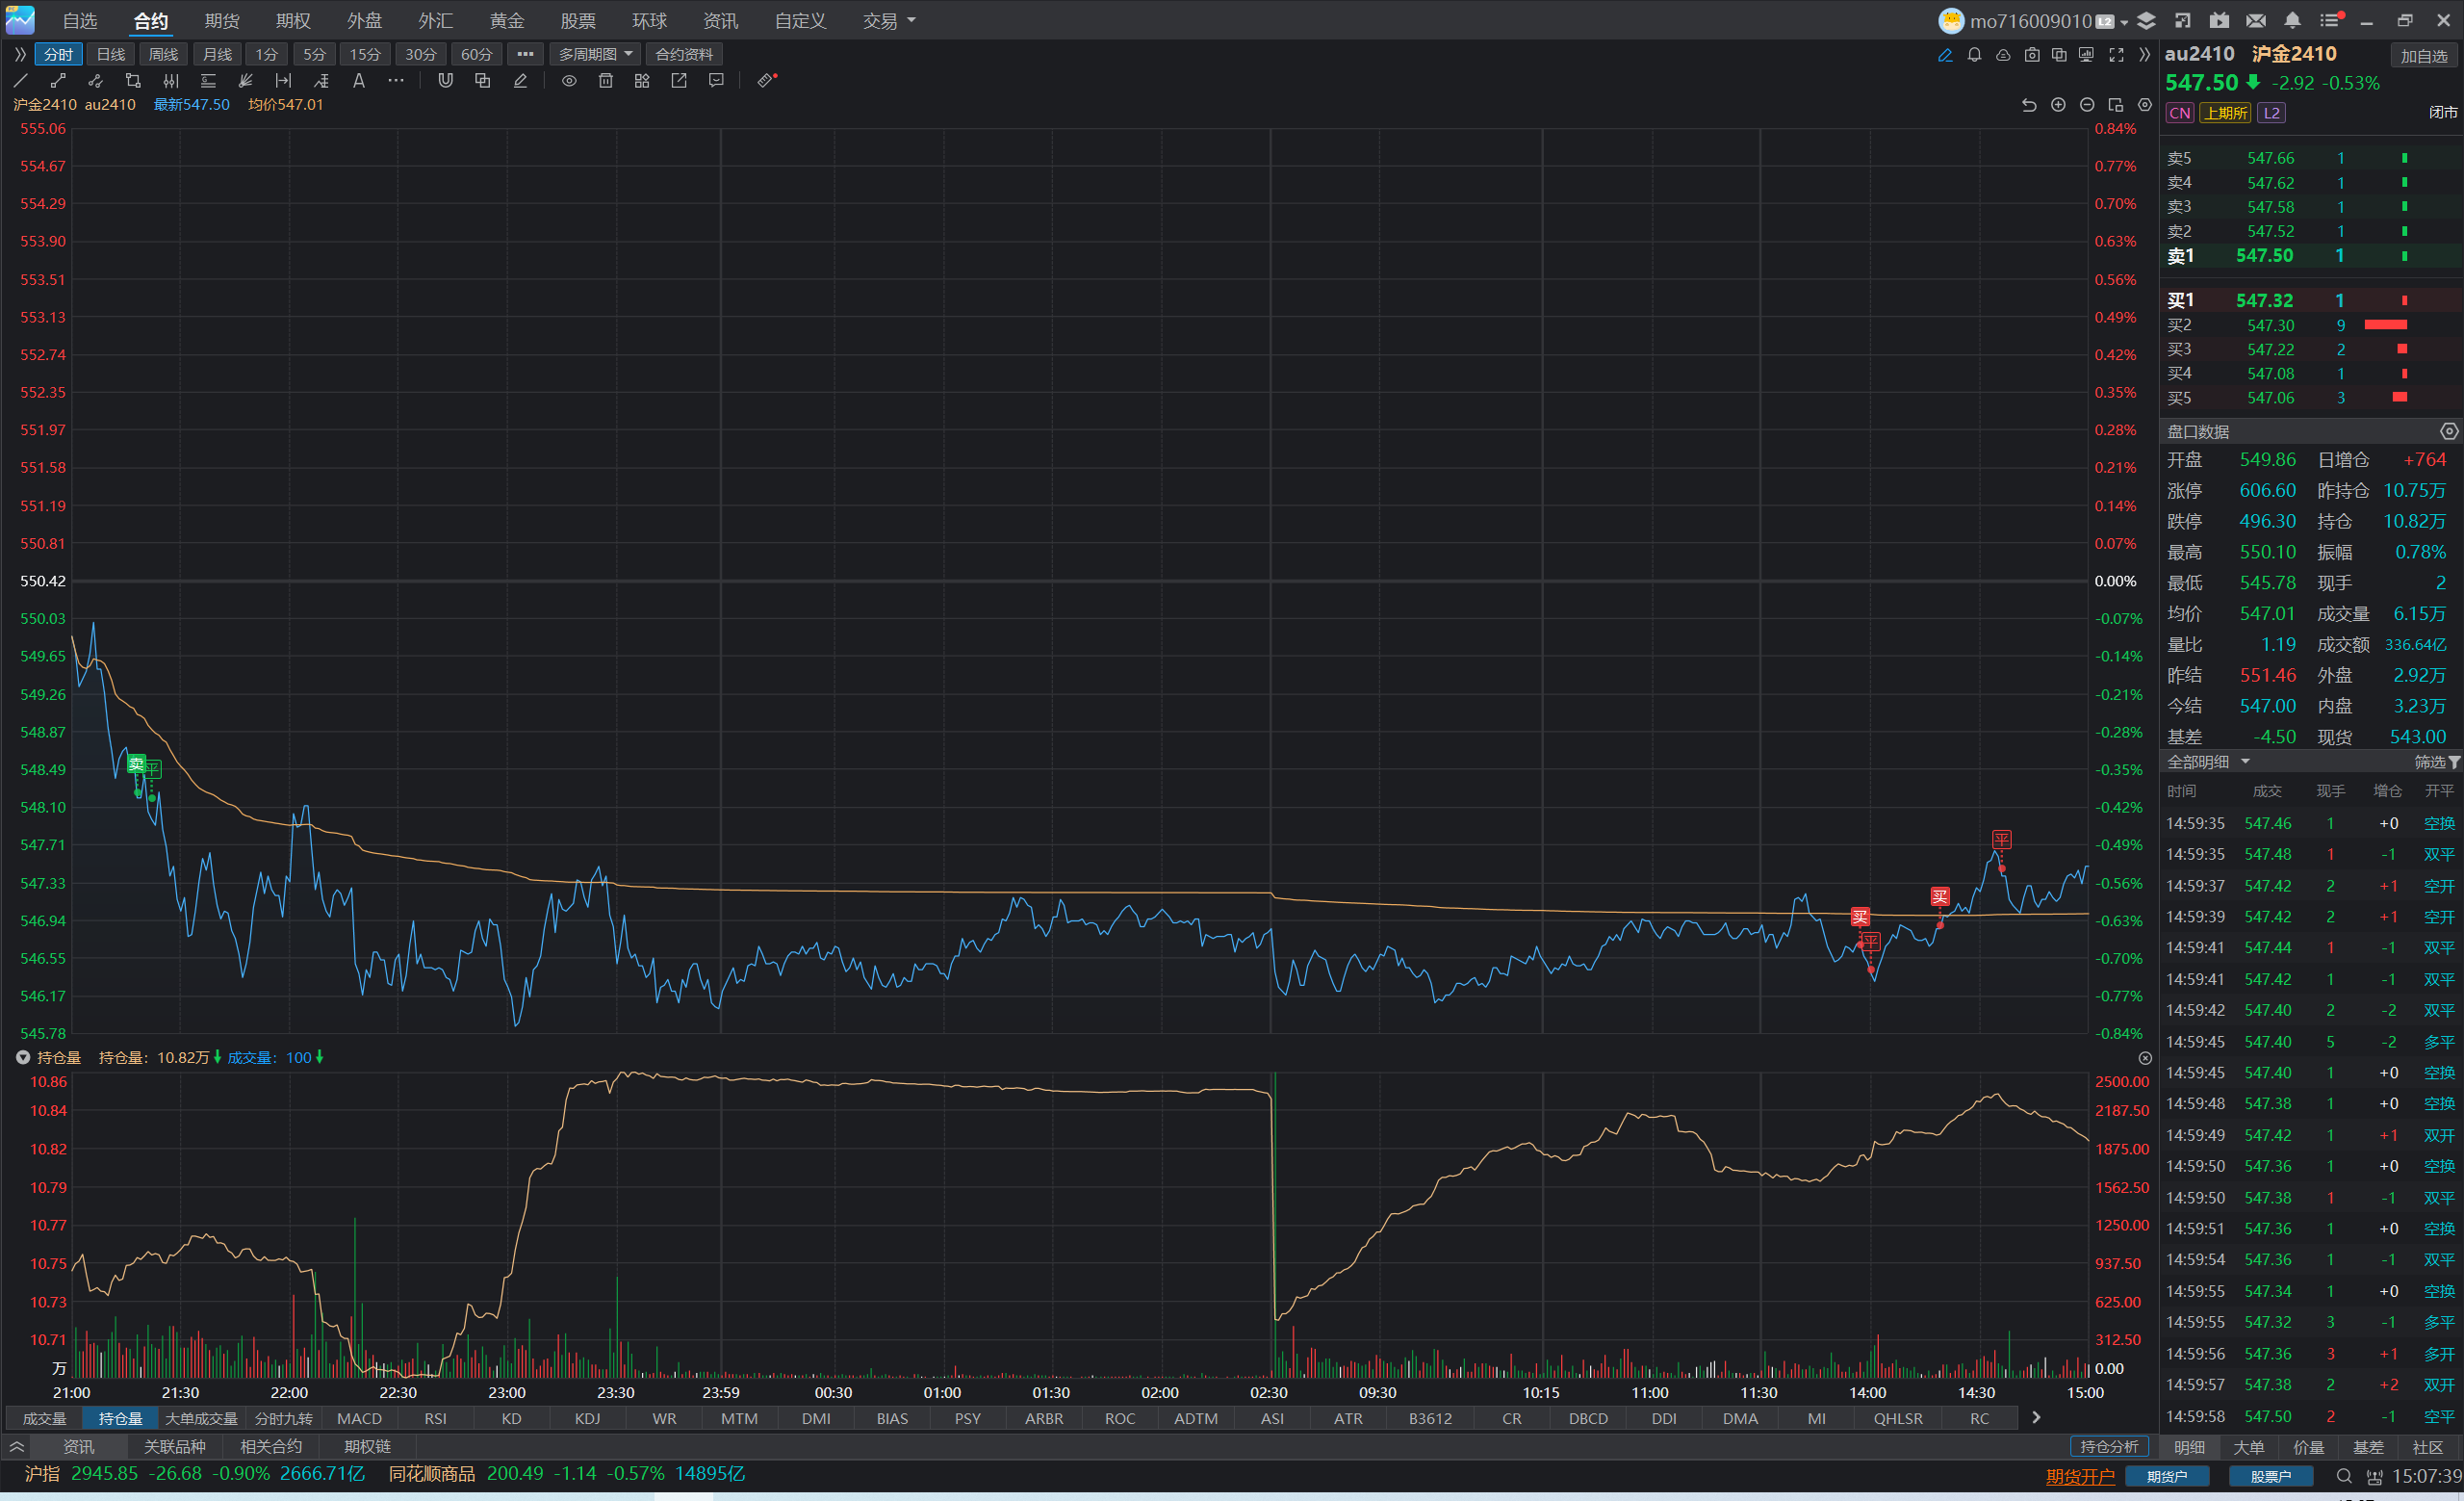 自选 合约 期货 期权 外盘 外汇 黄金 股票 环球 资讯 自定义 交易 mo716009010 L2
分时 日线 周线 月线 1分 5分 15分 30分 60分 ••• 多周期图 合约资料
沪金2410 au2410 最新547.50 均价547.01
555.06 0.84%
554.67 0.77%
554.29 0.70%
553.90 0.63%
553.51 0.56%
553.13 0.49%
552.74 0.42%
552.35 0.35%
551.97 0.28%
551.58 0.21%
551.19 0.14%
550.81 0.07%
550.42 0.00%
550.03 -0.07%
549.65 -0.14%
549.26 -0.21%
548.87 -0.28%
548.49 -0.35%
548.10 -0.42%
547.71 -0.49%
547.33 -0.56%
546.94 -0.63%
546.55 -0.70%
546.17 -0.77%
545.78 -0.84%
卖 平
买 平
买
平
持仓量 持仓量：10.82万 成交量：100
10.86 2500.00
10.84 2187.50
10.82 1875.00
10.79 1562.50
10.77 1250.00
10.75 937.50
10.73 625.00
10.71 312.50
万 0.00
21:00 21:30 22:00 22:30 23:00 23:30 23:59 00:30 01:00 01:30 02:00 02:30 09:30 10:15 11:00 11:30 14:00 14:30 15:00
成交量 持仓量 大单成交量 分时九转 MACD RSI KD KDJ WR MTM DMI BIAS PSY ARBR ROC ADTM ASI ATR B3612 CR DBCD DDI DMA MI QHLSR RC
资讯 关联品种 相关合约 期权链 持仓分析
au2410 沪金2410 加自选
547.50 -2.92 -0.53%
CN 上期所 L2 闭市
卖5 547.66 1
卖4 547.62 1
卖3 547.58 1
卖2 547.52 1
卖1 547.50 1
买1 547.32 1
买2 547.30 9
买3 547.22 2
买4 547.08 1
买5 547.06 3
盘口数据
开盘 549.86 日增仓 +764
涨停 606.60 昨持仓 10.75万
跌停 496.30 持仓 10.82万
最高 550.10 振幅 0.78%
最低 545.78 现手 2
均价 547.01 成交量 6.15万
量比 1.19 成交额 336.64亿
昨结 551.46 外盘 2.92万
今结 547.00 内盘 3.23万
基差 -4.50 现货 543.00
全部明细 筛选
时间 成交 现手 增仓 开平
14:59:35 547.46 1 +0 空换
14:59:35 547.48 1 -1 双平
14:59:37 547.42 2 +1 空开
14:59:39 547.42 2 +1 空开
14:59:41 547.44 1 -1 双平
14:59:41 547.42 1 -1 双平
14:59:42 547.40 2 -2 双平
14:59:45 547.40 5 -2 多平
14:59:45 547.40 1 +0 空换
14:59:48 547.38 1 +0 空换
14:59:49 547.42 1 +1 双开
14:59:50 547.36 1 +0 空换
14:59:50 547.38 1 -1 双平
14:59:51 547.36 1 +0 空换
14:59:54 547.36 1 -1 双平
14:59:55 547.34 1 +0 空换
14:59:55 547.32 3 -1 多平
14:59:56 547.36 3 +1 多开
14:59:57 547.38 2 +2 双开
14:59:58 547.50 2 -1 空平
明细 大单 价量 基差 社区
沪指 2945.85 -26.68 -0.90% 2666.71亿 同花顺商品 200.49 -1.14 -0.57% 14895亿 期货开户 期货户 股票户 15:07:39